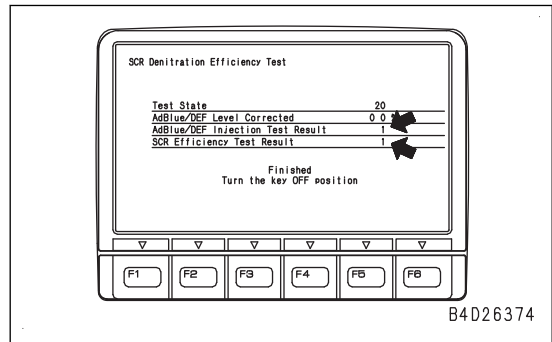 SCR Denitration Efficiency Test
Test State 20
AdBlue/DEF Level Corrected 0 0
AdBlue/DEF Injection Test Result 1
SCR Efficiency Test Result 1
Finished
Turn the key OFF position
F1 F2 F3 F4 F5 F6
B4D26374